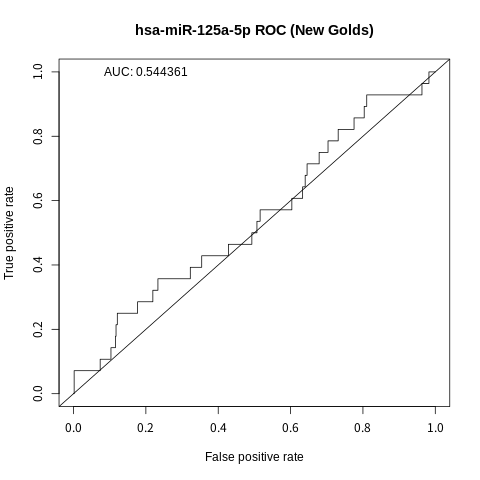 hsa-miR-125a-5p ROC (New Golds)
AUC: 0.544361
True positive rate
1.0
0.8
0.6
0.4
0.2
0.0
0.0 0.2 0.4 0.6 0.8 1.0
False positive rate